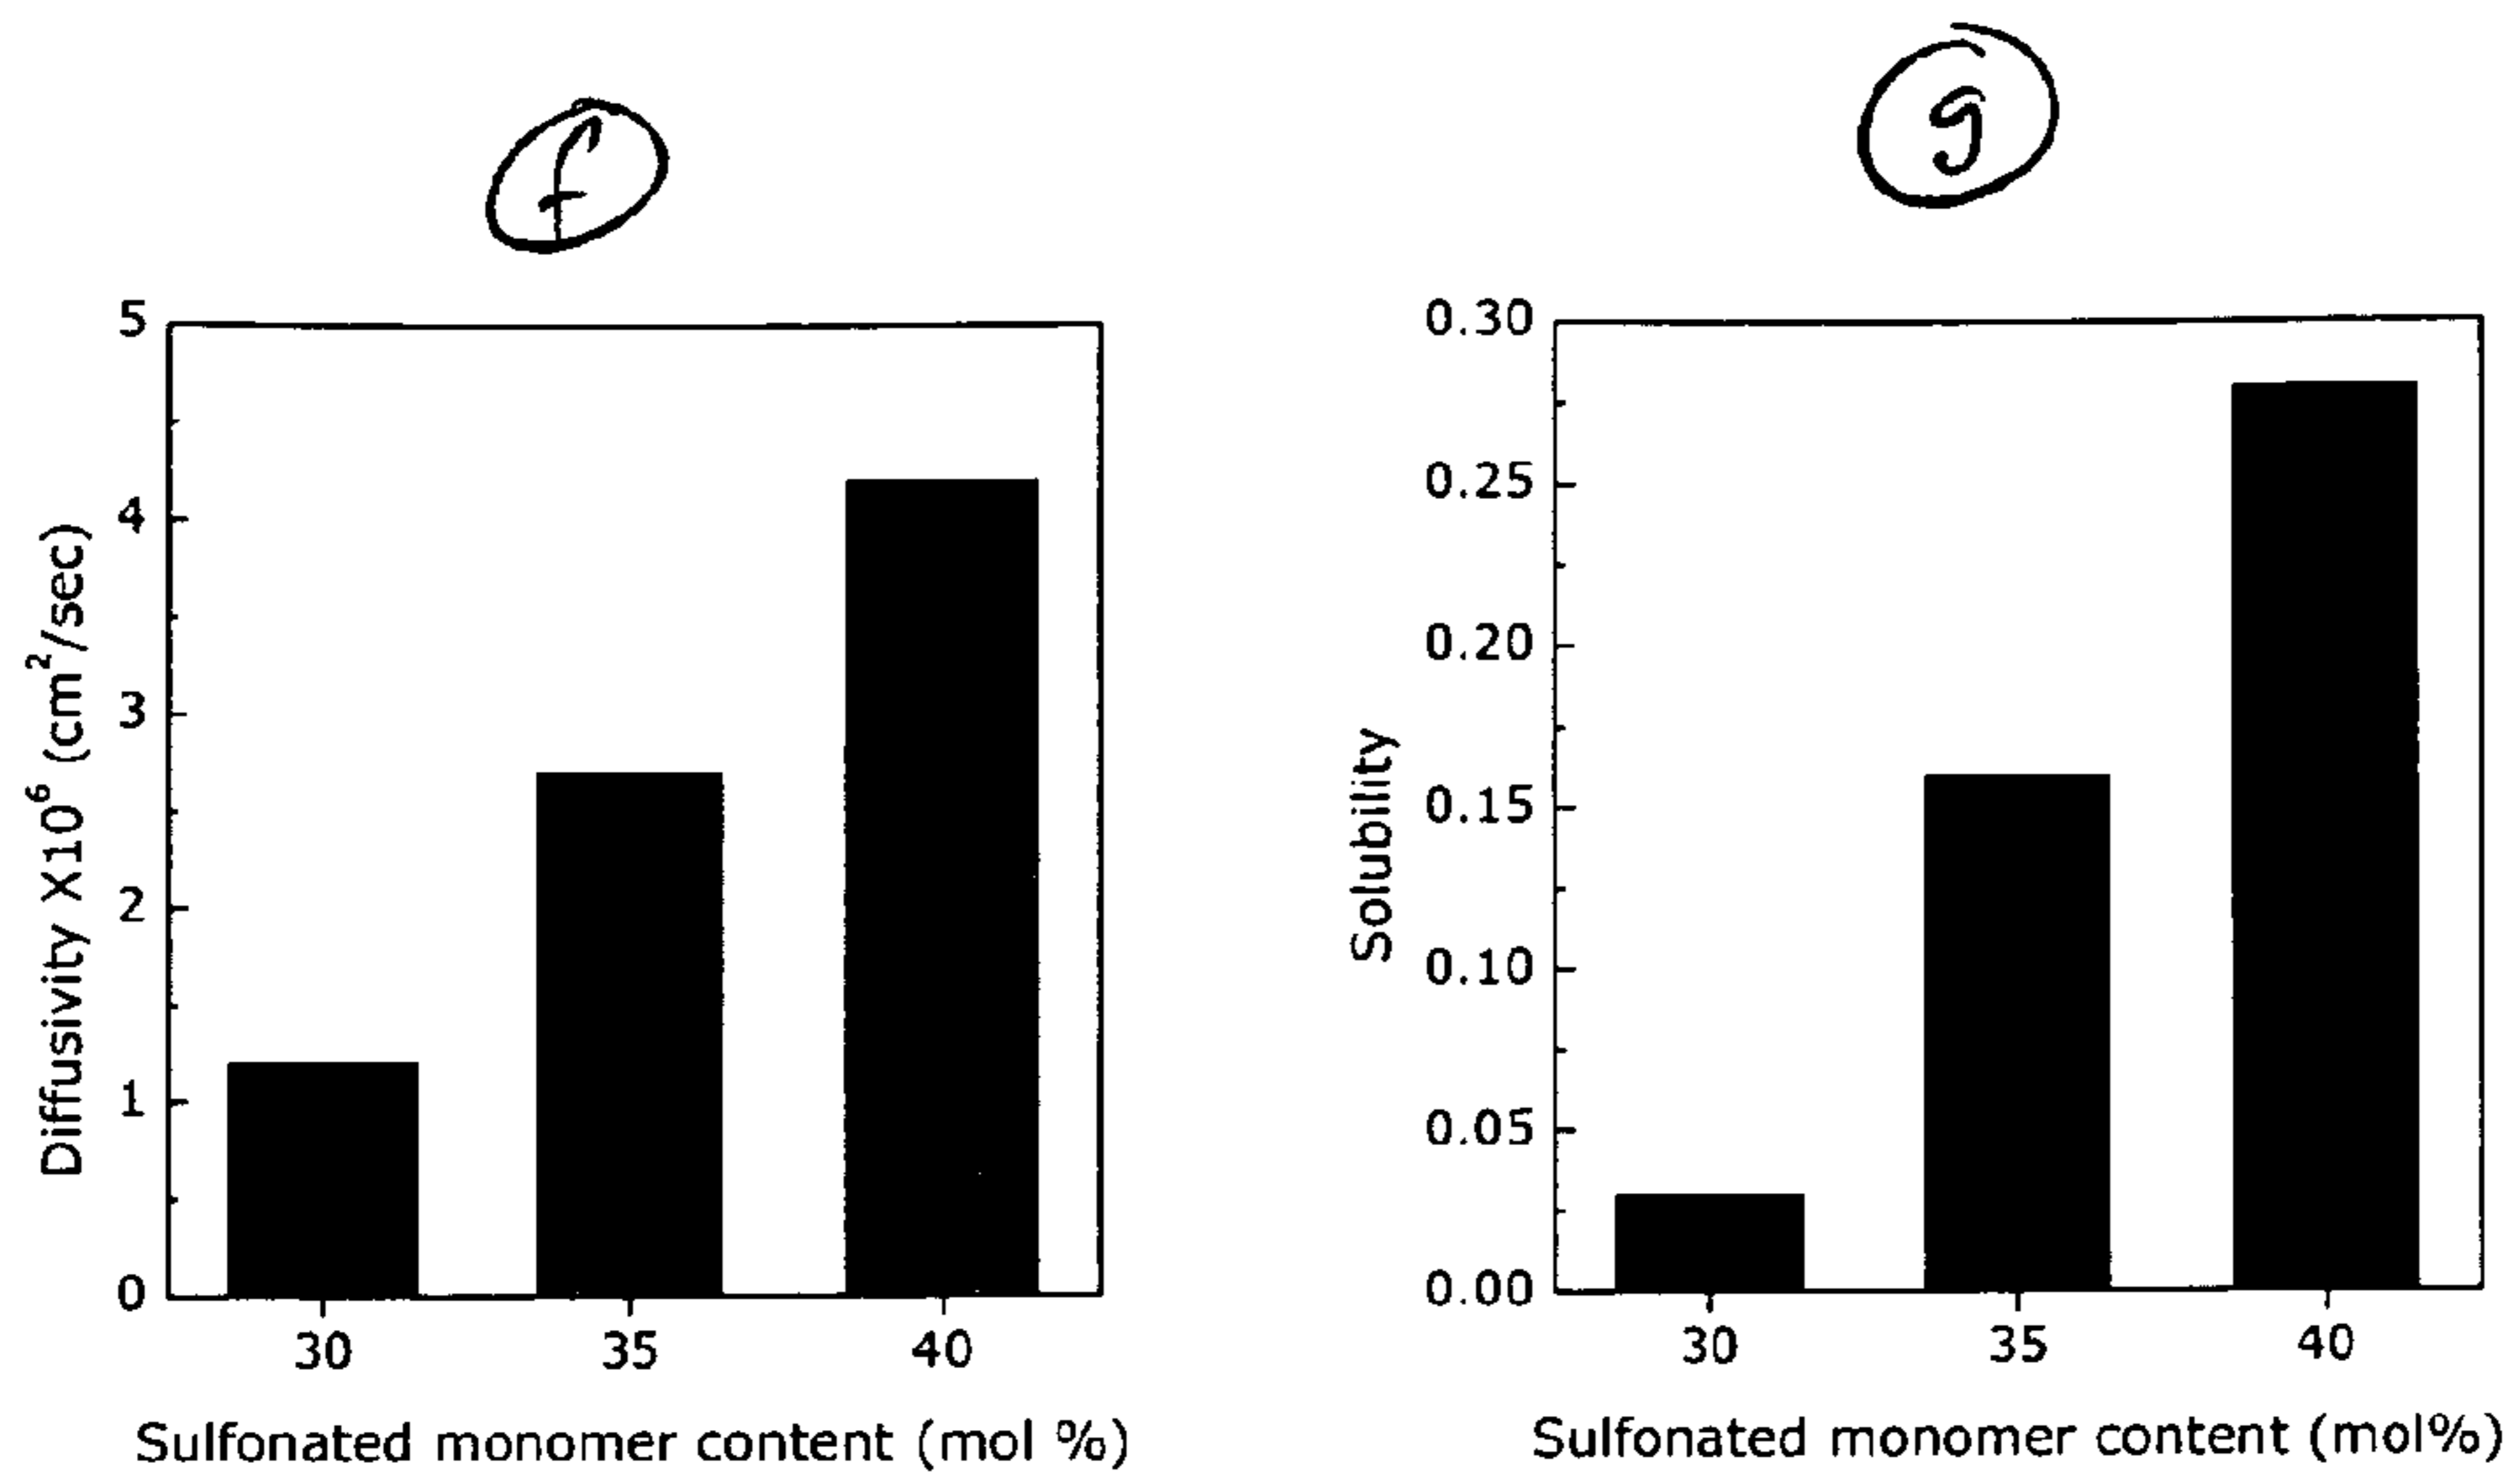 f
g
5
4
3
2
1
0
Diffusivity X10⁶ (cm²/sec)
30 35 40
Sulfonated monomer content (mol %)
0.30
0.25
0.20
0.15
0.10
0.05
0.00
Solubility
30 35 40
Sulfonated monomer content (mol%)